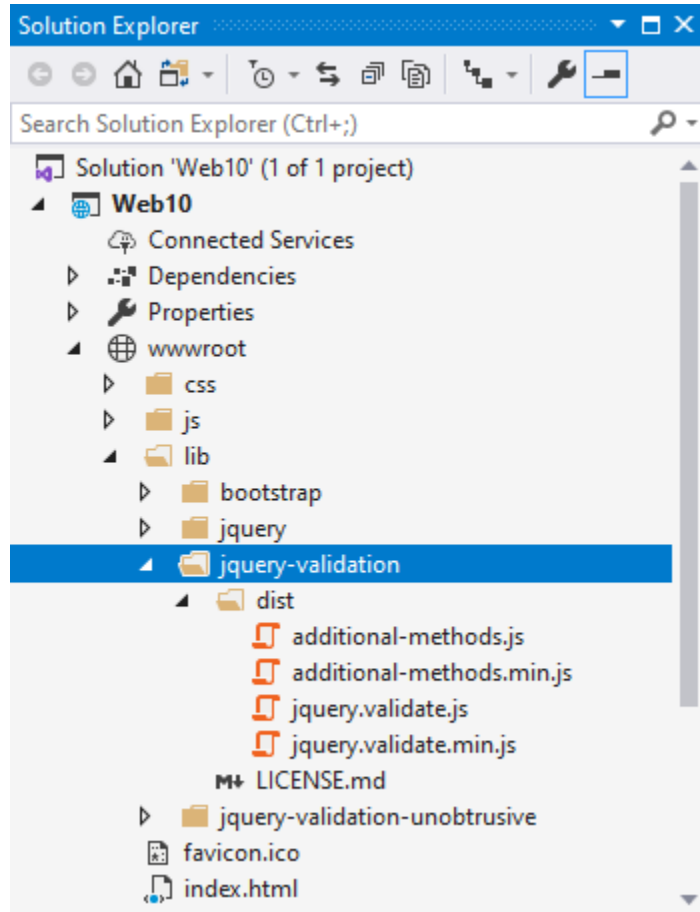 Solution Explorer
Search Solution Explorer (Ctrl+;)
Solution 'Web10' (1 of 1 project)
Web10
Connected Services
Dependencies
Properties
wwwroot
css
js
lib
bootstrap
jquery
jquery-validation
dist
additional-methods.js
additional-methods.min.js
jquery.validate.js
jquery.validate.min.js
M+ LICENSE.md
jquery-validation-unobtrusive
favicon.ico
index.html